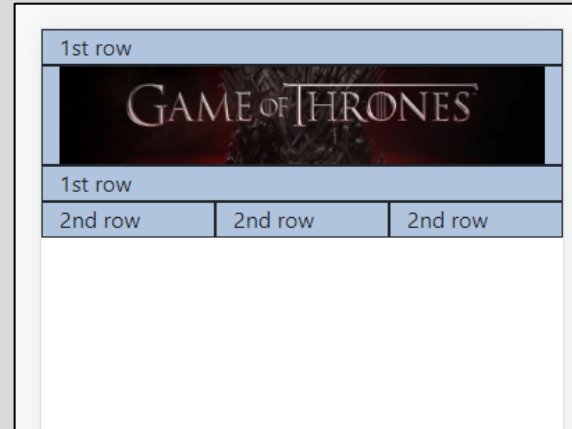 1st row
GAME OF THRONES
1st row
2nd row 2nd row 2nd row